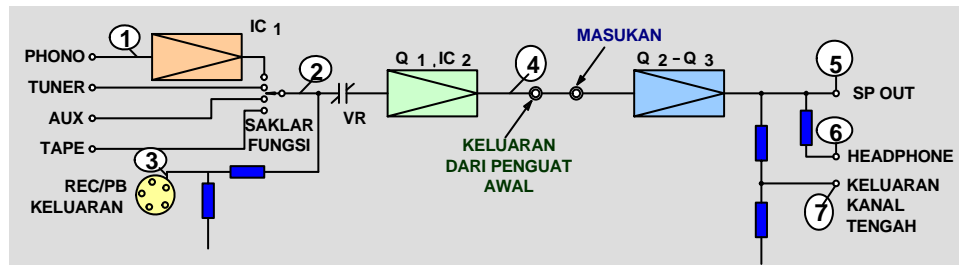 IC 1
1
PHONO
TUNER
AUX
TAPE
2
SAKLAR
FUNGSI
VR
3
REC/PB
KELUARAN
Q 1 , IC 2
4
MASUKAN
KELUARAN
DARI PENGUAT
AWAL
Q 2 - Q 3
5
SP OUT
6
HEADPHONE
7
KELUARAN
KANAL
TENGAH